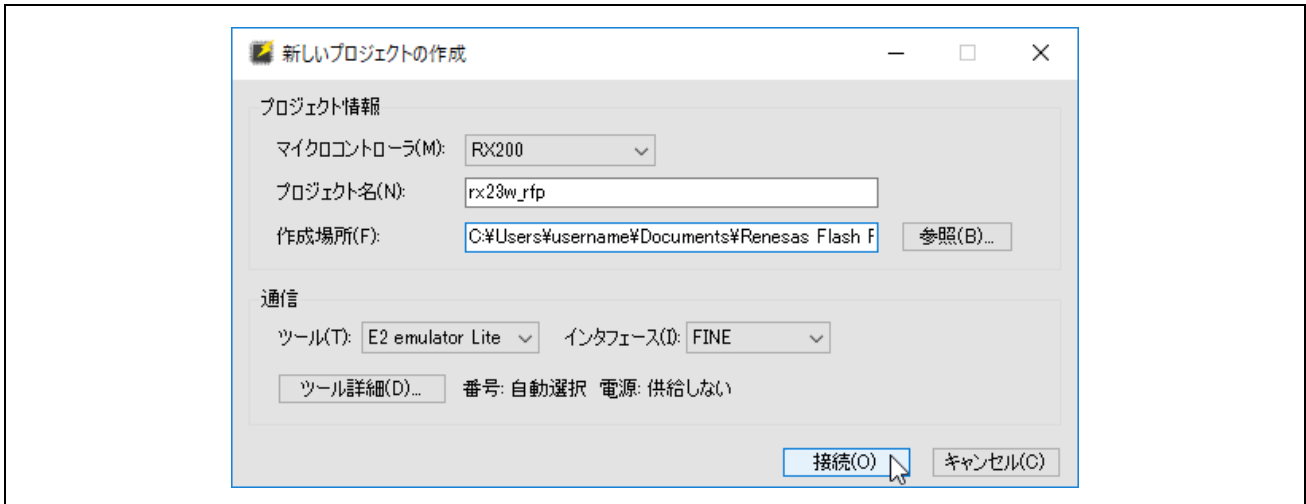 新しいプロジェクトの作成
プロジェクト情報
マイクロコントローラ(M): RX200
プロジェクト名(N): rx23w_rfp
作成場所(F): C:¥Users¥username¥Documents¥Renesas Flash F 参照(B)...
通信
ツール(T): E2 emulator Lite インタフェース(I): FINE
ツール詳細(D)... 番号: 自動選択 電源: 供給しない
接続(O) キャンセル(C)